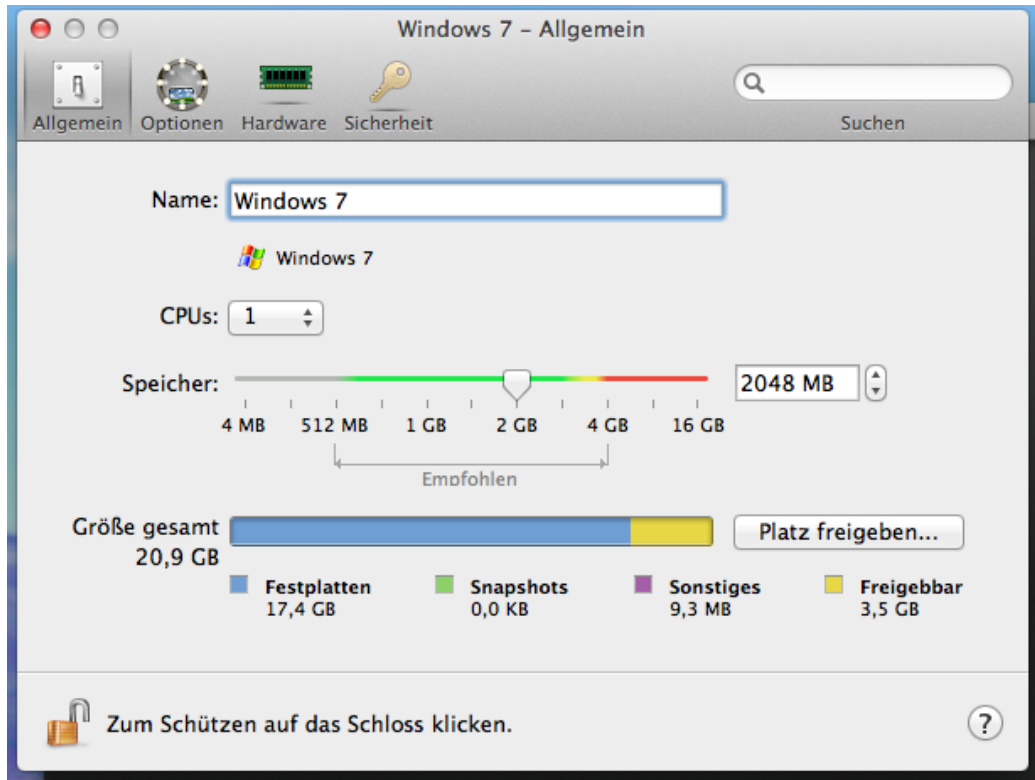 Windows 7 – Allgemein
Allgemein Optionen Hardware Sicherheit Suchen
Name: Windows 7
Windows 7
CPUs: 1
Speicher: 2048 MB
4 MB 512 MB 1 GB 2 GB 4 GB 16 GB
Empfohlen
Größe gesamt Platz freigeben...
20,9 GB
Festplatten Snapshots Sonstiges Freigebbar
17,4 GB 0,0 KB 9,3 MB 3,5 GB
Zum Schützen auf das Schloss klicken. ?